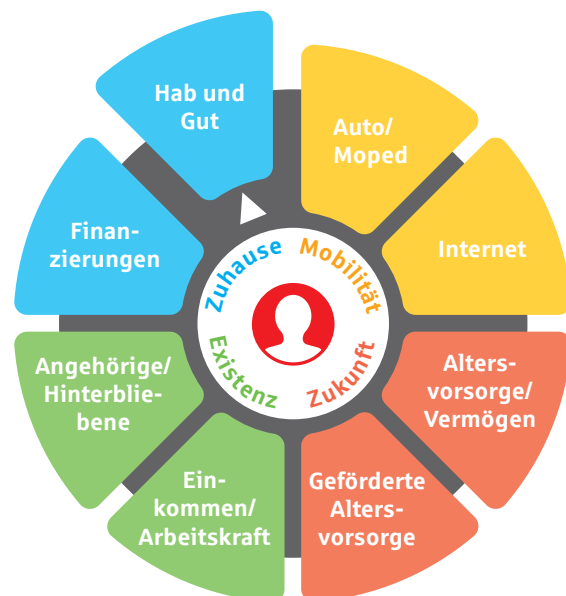 Hab und
Gut
Auto/
Moped
Internet
Alters-
vorsorge/
Vermögen
Geförderte
Alters-
vorsorge
Ein-
kommen/
Arbeitskraft
Angehörige/
Hinterblie-
bene
Finan-
zierungen
Zuhause
Mobilität
Zukunft
Existenz